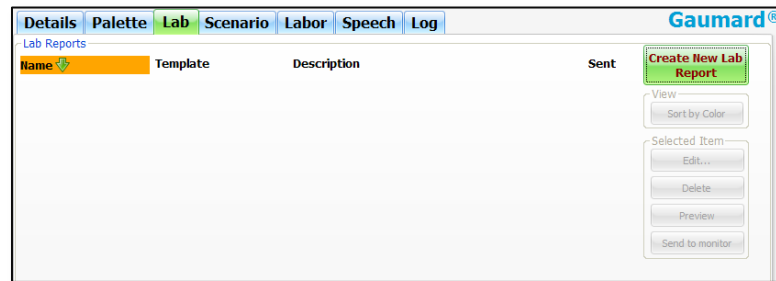 Details Palette Lab Scenario Labor Speech Log
Gaumard®
Lab Reports
Name Template Description Sent
Create New Lab
Report
View
Sort by Color
Selected Item
Edit...
Delete
Preview
Send to monitor